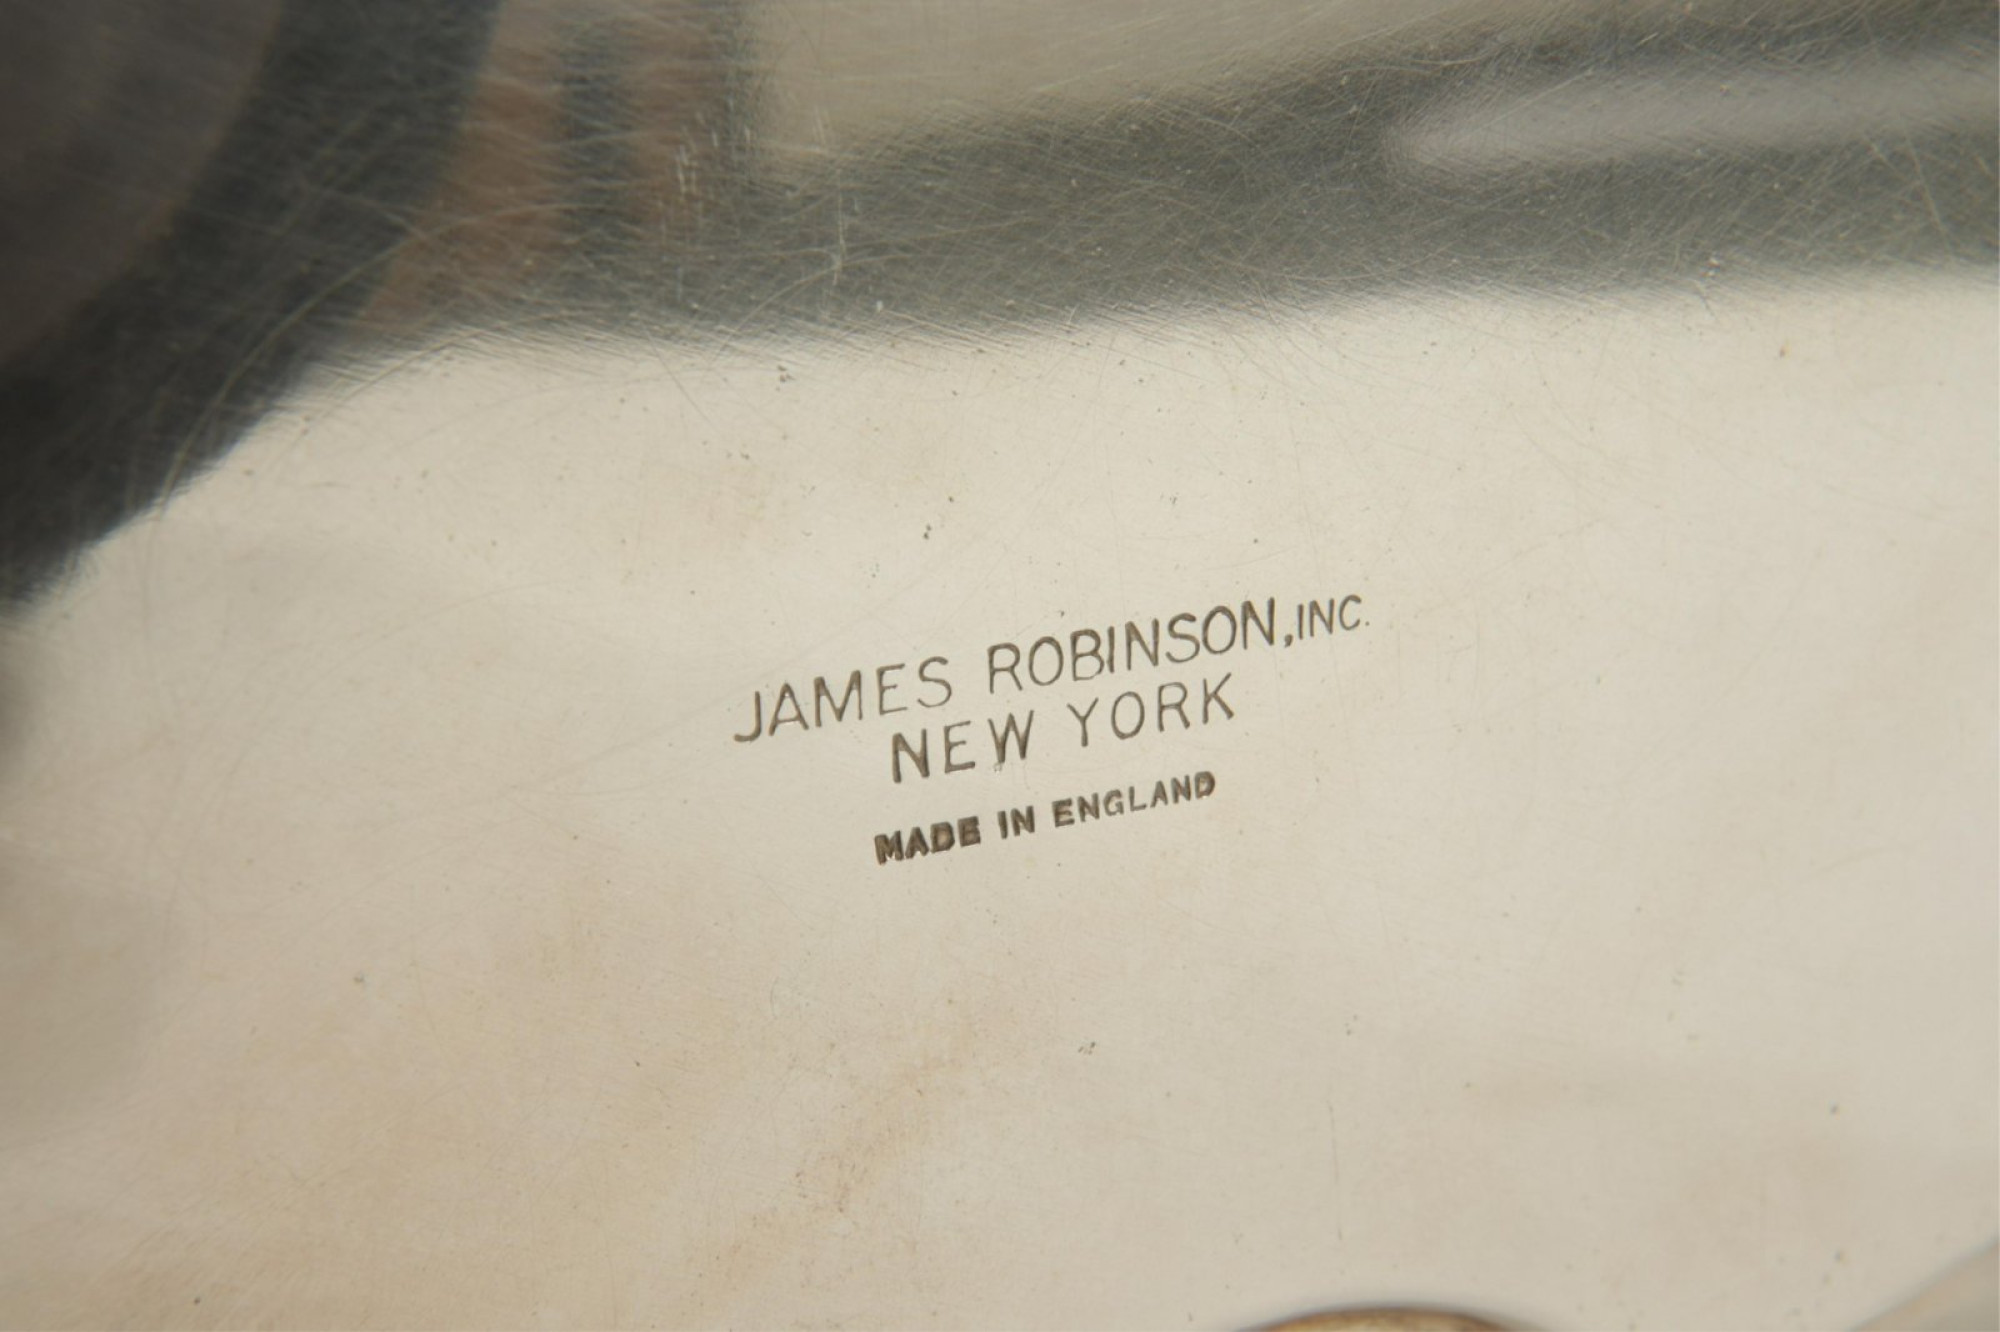 JAMES ROBINSON, INC.
NEW YORK
MADE IN ENGLAND